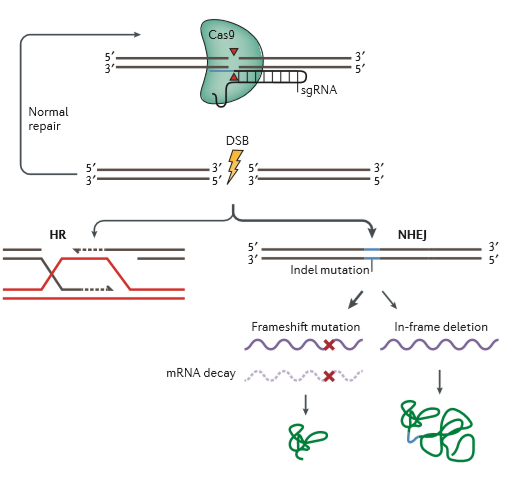 Cas9
5′ 3′
3′ 5′
sgRNA
Normal
repair
DSB
5′ 3′ 5′ 3′
3′ 5′ 3′ 5′
HR
NHEJ
5′ 3′
3′ 5′
Indel mutation
Frameshift mutation
In-frame deletion
mRNA decay